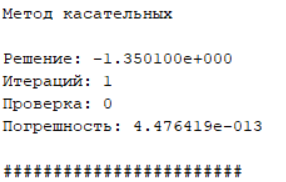 Метод касательных
Решение: -1.350100e+000
Итераций: 1
Проверка: 0
Погрешность: 4.476419e-013
########################